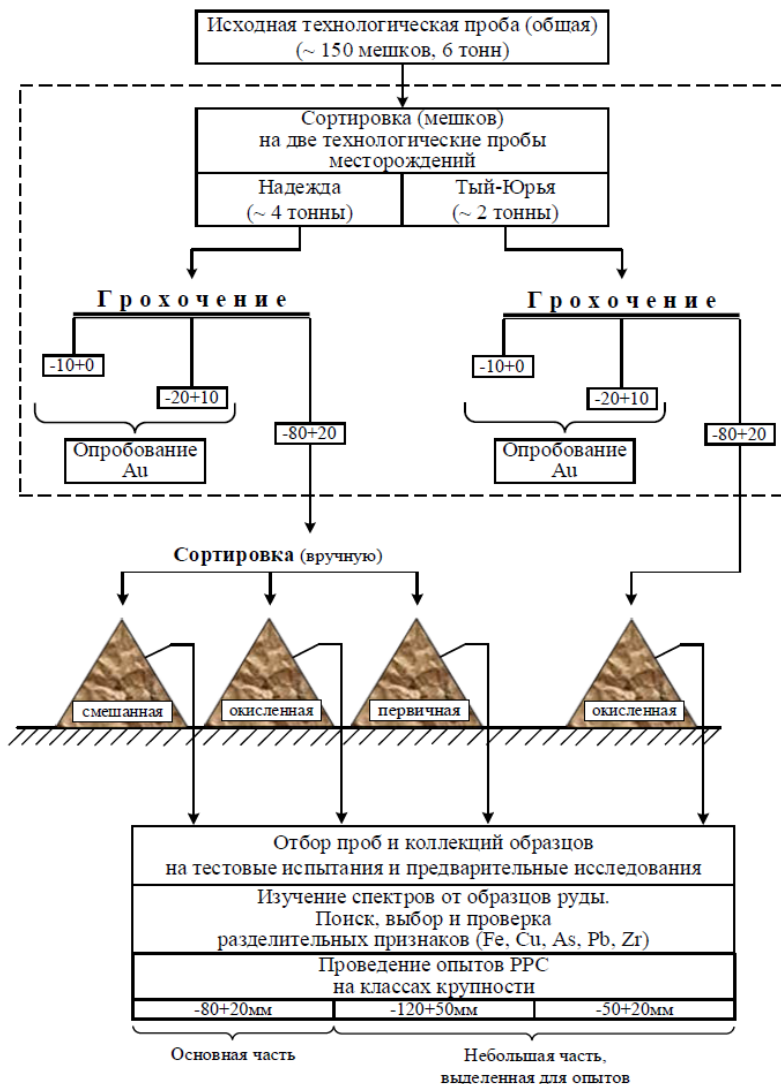 Исходная технологическая проба (общая)
(~ 150 мешков, 6 тонн)
Сортировка (мешков)
на две технологические пробы
месторождений
Надежда
(~ 4 тонны)
Тый-Юрья
(~ 2 тонны)
Грохочение
-10+0
-20+10
-80+20
Опробование
Au
Грохочение
-10+0
-20+10
-80+20
Опробование
Au
Сортировка (вручную)
смешанная
окисленная
первичная
окисленная
Отбор проб и коллекций образцов
на тестовые испытания и предварительные исследования
Изучение спектров от образцов руды.
Поиск, выбор и проверка
разделительных признаков (Fe, Cu, As, Pb, Zr)
Проведение опытов РРС
на классах крупности
-80+20мм
-120+50мм
-50+20мм
Основная часть
Небольшая часть,
выделенная для опытов